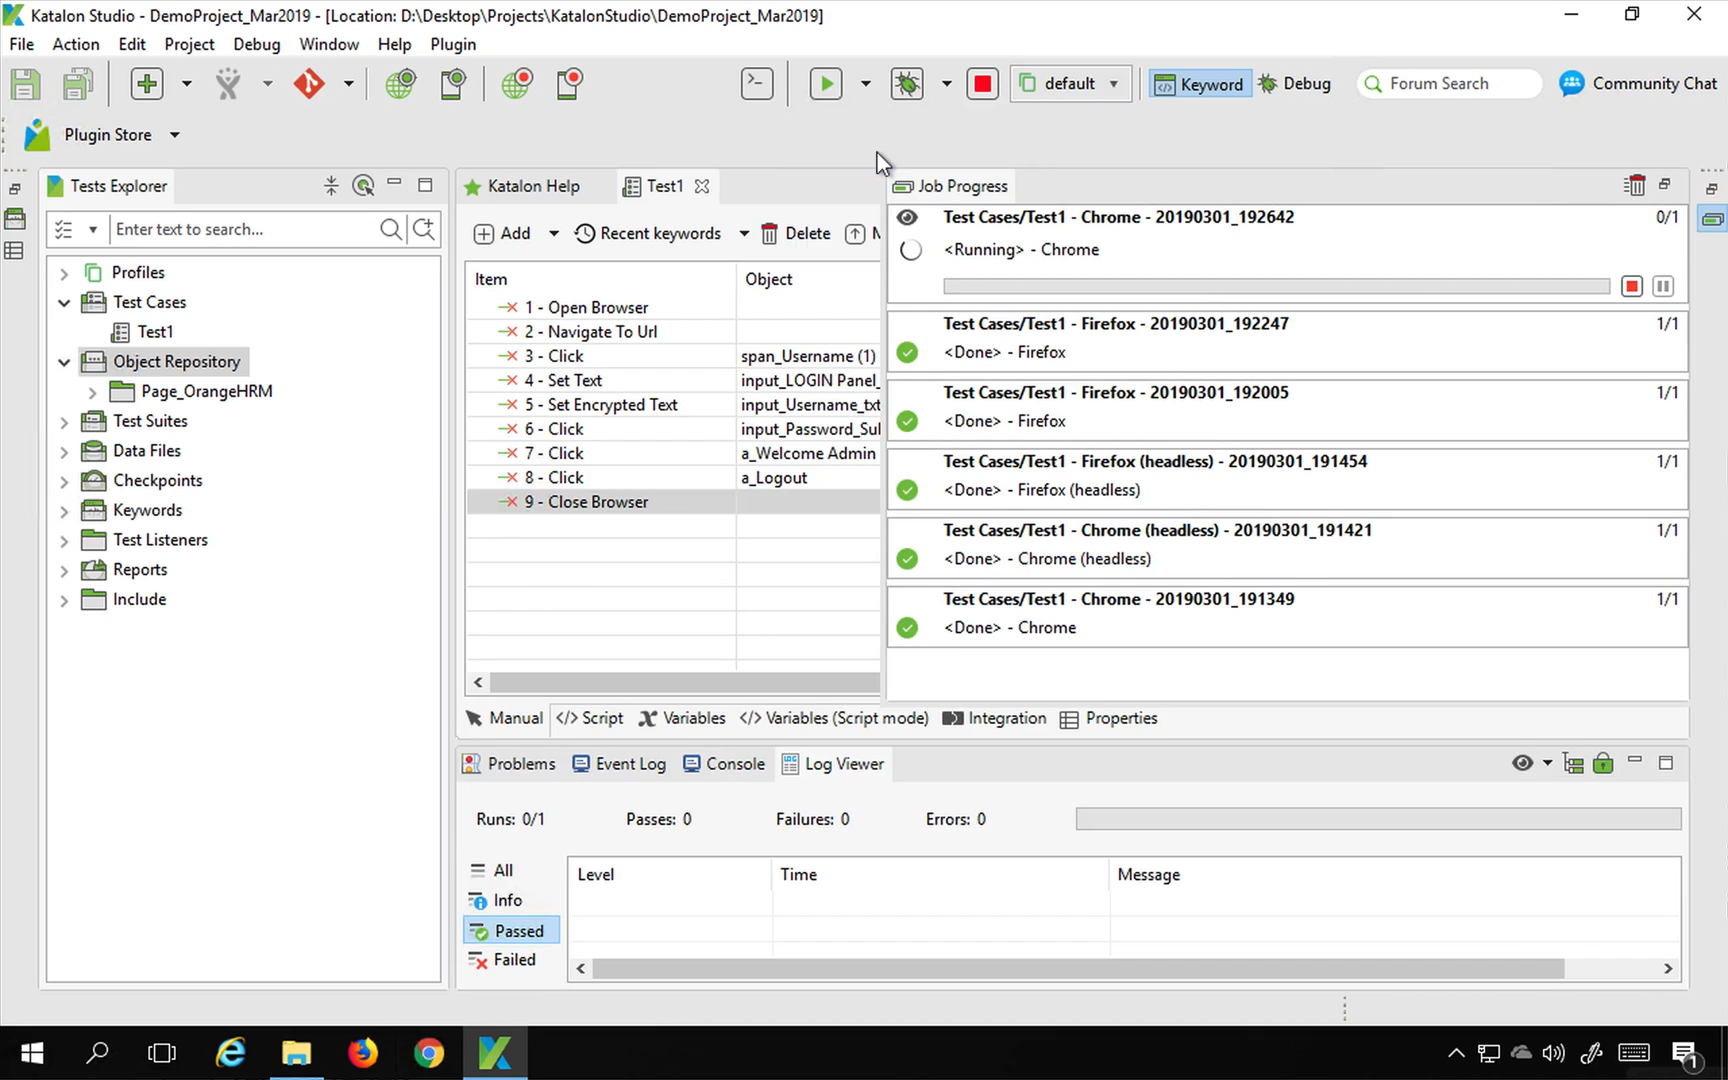 Katalon Studio - DemoProject_Mar2019 - [Location: D:\Desktop\Projects\KatalonStudio\DemoProject_Mar2019]
File Action Edit Project Debug Window Help Plugin
default Keyword Debug Forum Search Community Chat
Plugin Store
Tests Explorer
Enter text to search...
Profiles
Test Cases
Test1
Object Repository
Page_OrangeHRM
Test Suites
Data Files
Checkpoints
Keywords
Test Listeners
Reports
Include
Katalon Help Test1
Add Recent keywords Delete M
Item Object
1 - Open Browser
2 - Navigate To Url
3 - Click span_Username (1)
4 - Set Text input_LOGIN Panel_
5 - Set Encrypted Text input_Username_txt
6 - Click input_Password_Sul
7 - Click a_Welcome Admin
8 - Click a_Logout
9 - Close Browser
Job Progress
Test Cases/Test1 - Chrome - 20190301_192642 0/1
<Running> - Chrome
Test Cases/Test1 - Firefox - 20190301_192247 1/1
<Done> - Firefox
Test Cases/Test1 - Firefox - 20190301_192005 1/1
<Done> - Firefox
Test Cases/Test1 - Firefox (headless) - 20190301_191454 1/1
<Done> - Firefox (headless)
Test Cases/Test1 - Chrome (headless) - 20190301_191421 1/1
<Done> - Chrome (headless)
Test Cases/Test1 - Chrome - 20190301_191349 1/1
<Done> - Chrome
Manual </> Script Variables </> Variables (Script mode) Integration Properties
Problems Event Log Console Log Viewer
Runs: 0/1 Passes: 0 Failures: 0 Errors: 0
All
Info
Passed
Failed
Level Time Message
1